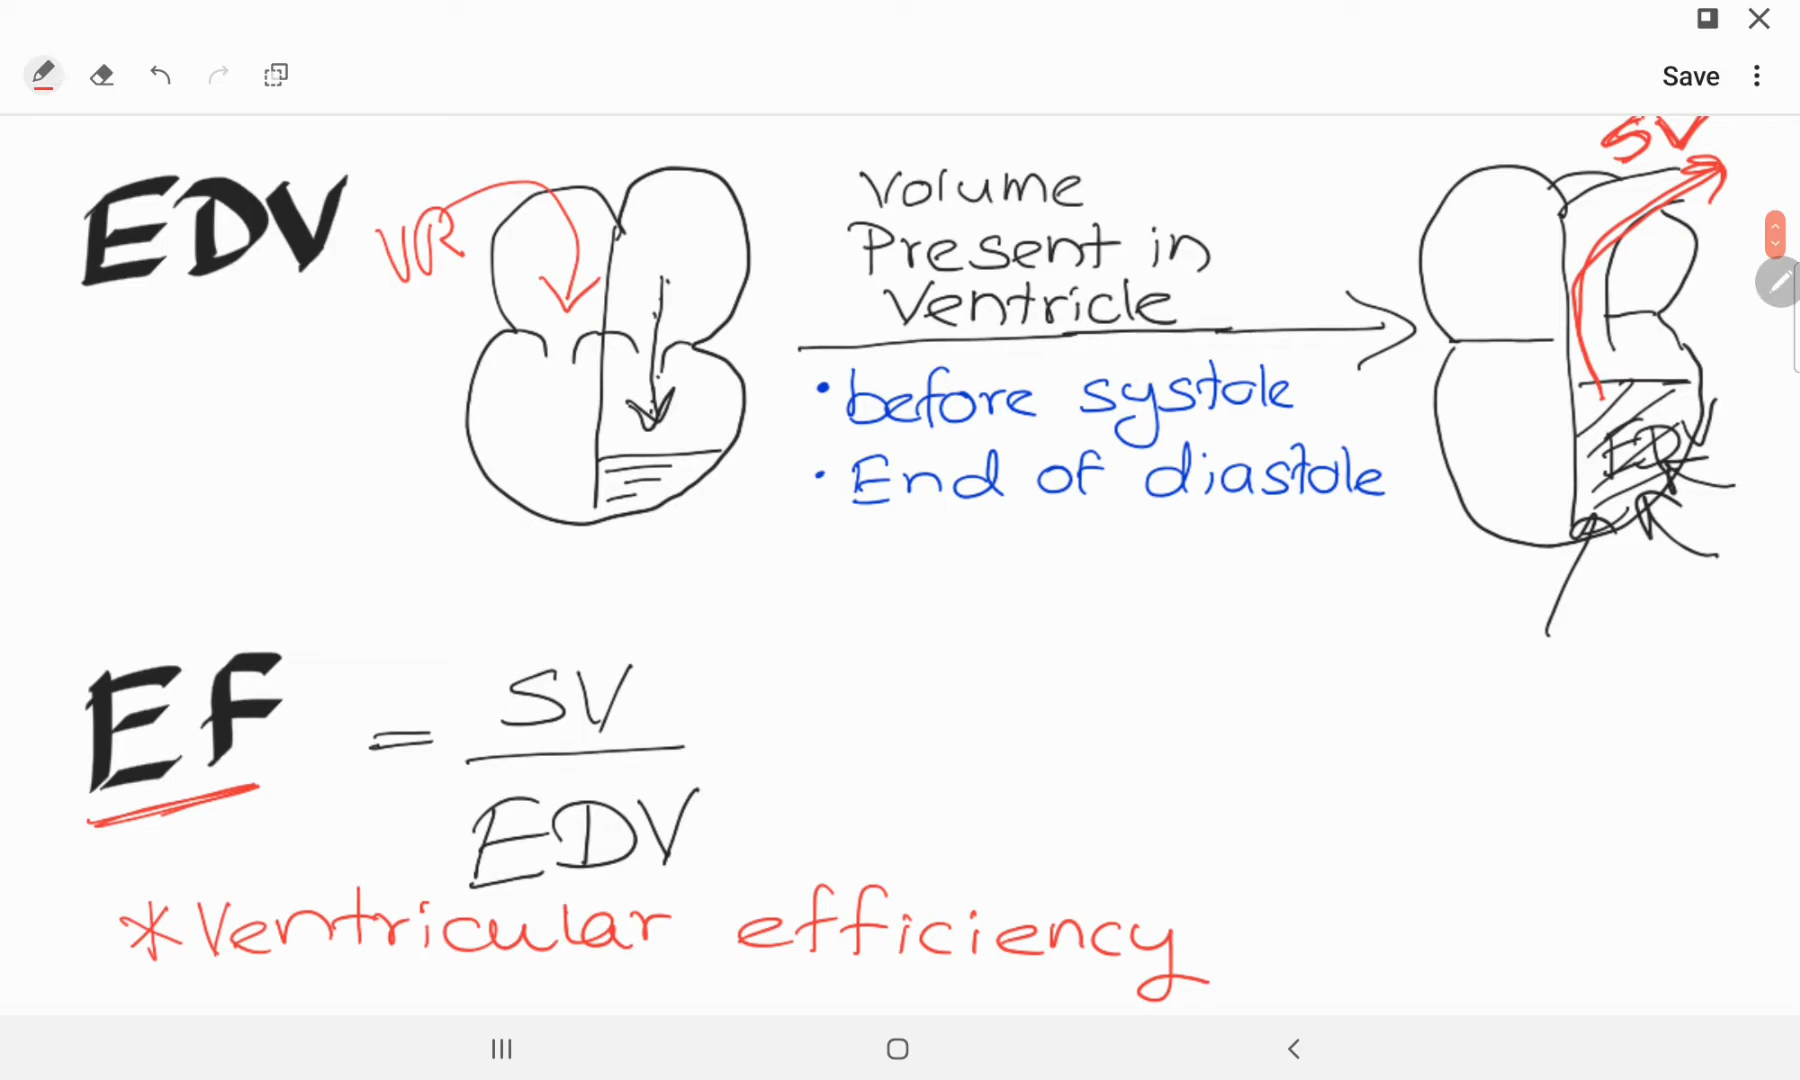 Save
SV
EDV
VR
Volume
Present in
Ventricle
• before systole
• End of diastole
EDV
EF = SV
EDV
*Ventricular efficiency